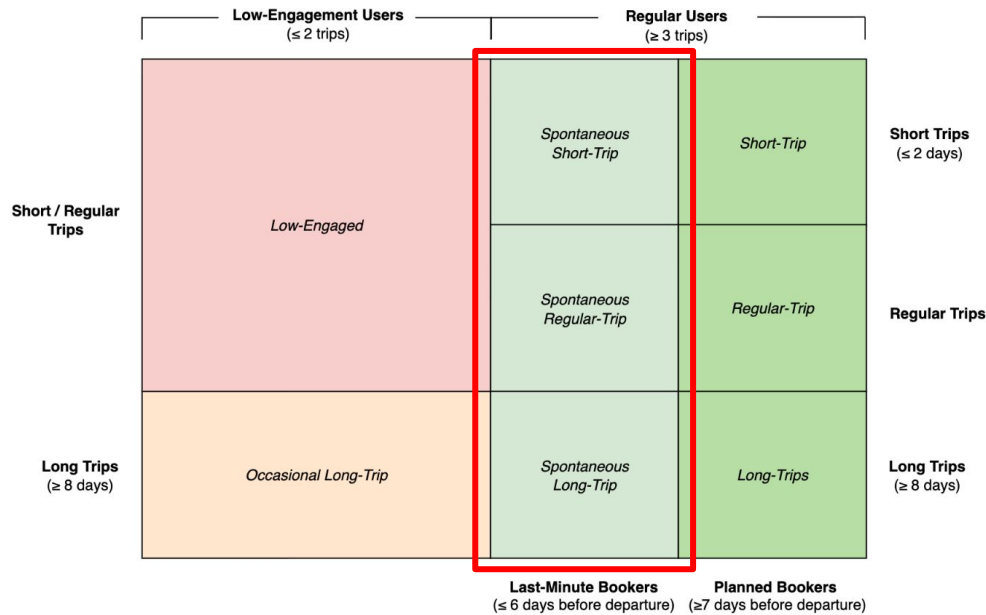 Low-Engagement Users
(≤ 2 trips)
Regular Users
(≥ 3 trips)
Short / Regular
Trips
Low-Engaged
Spontaneous
Short-Trip
Short-Trip
Short Trips
(≤ 2 days)
Spontaneous
Regular-Trip
Regular-Trip
Regular Trips
Long Trips
(≥ 8 days)
Occasional Long-Trip
Spontaneous
Long-Trip
Long-Trips
Long Trips
(≥ 8 days)
Last-Minute Bookers
(≤ 6 days before departure)
Planned Bookers
(≥7 days before departure)